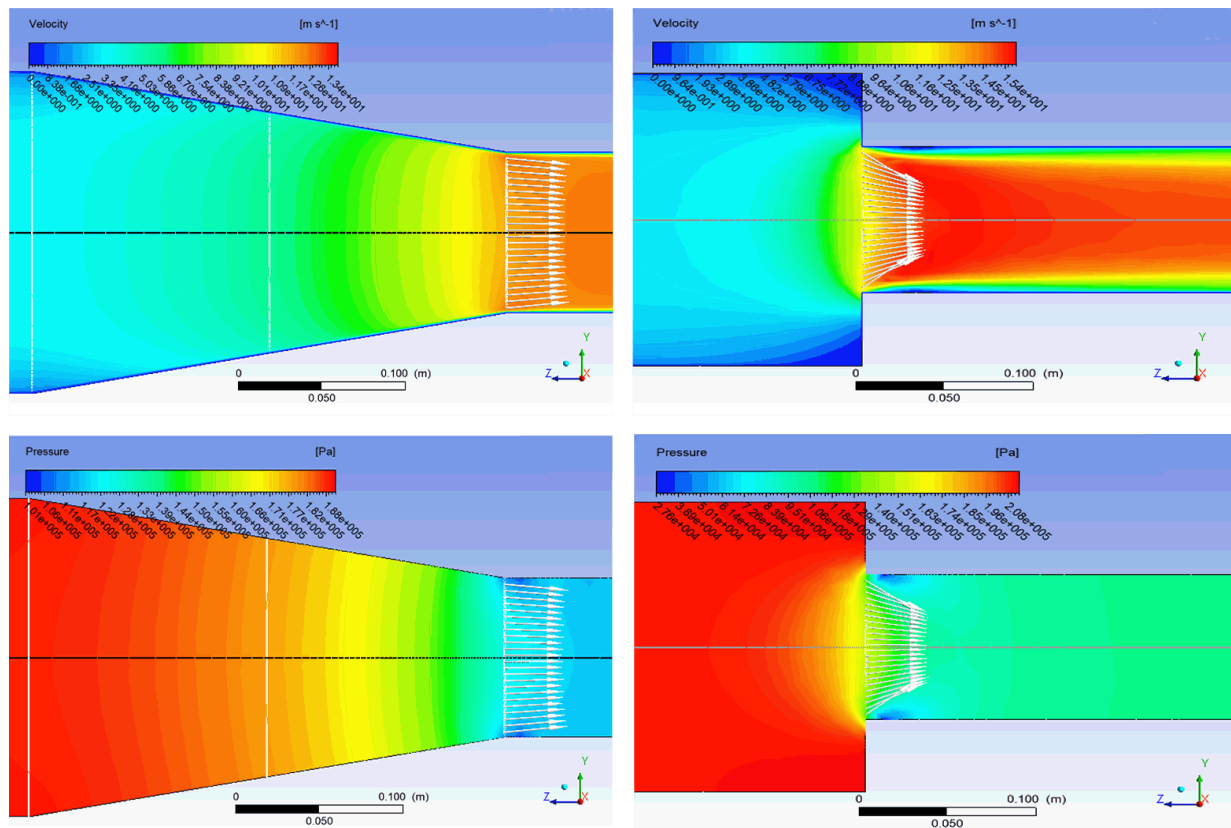 Velocity [m s^-1]
0.00e+000
8.38e-001
1.68e+000
2.51e+000
3.35e+000
4.19e+000
5.03e+000
5.86e+000
6.70e+000
7.54e+000
8.38e+000
9.21e+000
1.01e+001
1.09e+001
1.17e+001
1.26e+001
1.34e+001
Y
Z X
0 0.100 (m)
0.050
Velocity [m s^-1]
0.00e+000
9.64e-001
1.93e+000
2.89e+000
3.86e+000
4.82e+000
5.79e+000
6.75e+000
7.72e+000
8.68e+000
9.64e+000
1.06e+001
1.16e+001
1.25e+001
1.35e+001
1.45e+001
1.54e+001
Y
Z X
0 0.100 (m)
0.050
Pressure [Pa]
1.01e+005
1.06e+005
1.11e+005
1.17e+005
1.22e+005
1.28e+005
1.33e+005
1.39e+005
1.44e+005
1.50e+005
1.55e+005
1.60e+005
1.66e+005
1.71e+005
1.77e+005
1.82e+005
1.88e+005
Y
Z X
0 0.100 (m)
0.050
Pressure [Pa]
2.76e+004
3.89e+004
5.01e+004
6.14e+004
7.26e+004
8.39e+004
9.51e+004
1.06e+005
1.18e+005
1.29e+005
1.40e+005
1.51e+005
1.63e+005
1.74e+005
1.85e+005
1.96e+005
2.08e+005
Y
Z X
0 0.100 (m)
0.050